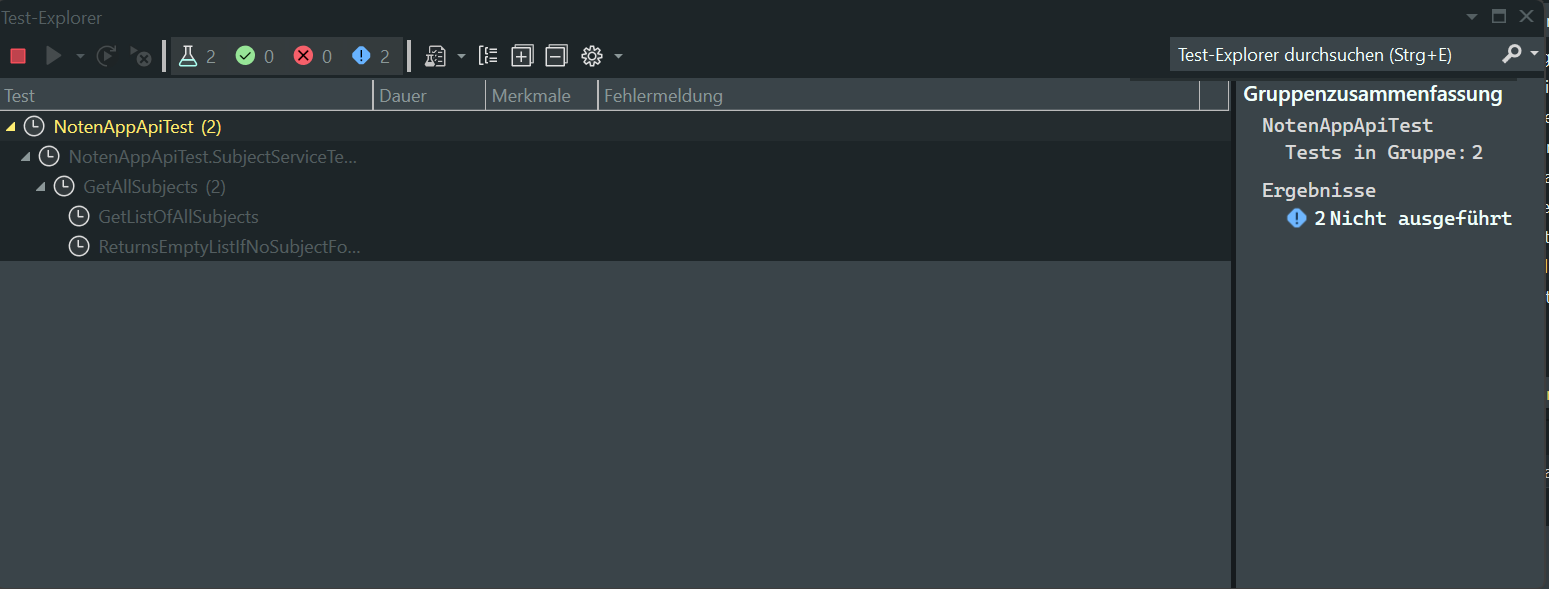 Test-Explorer
2 0 0 2
Test-Explorer durchsuchen (Strg+E)
Test Dauer Merkmale Fehlermeldung
NotenAppApiTest (2)
NotenAppApiTest.SubjectServiceTe...
GetAllSubjects (2)
GetListOfAllSubjects
ReturnsEmptyListIfNoSubjectFo...
Gruppenzusammenfassung
NotenAppApiTest
Tests in Gruppe: 2
Ergebnisse
2 Nicht ausgeführt